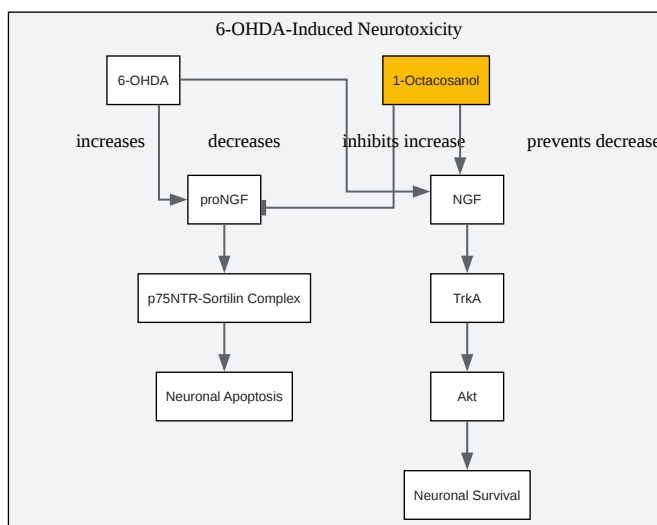 6-OHDA-Induced Neurotoxicity
6-OHDA
1-Octacosanol
increases
decreases
inhibits increase
prevents decrease
proNGF
NGF
p75NTR-Sortilin Complex
TrkA
Neuronal Apoptosis
Akt
Neuronal Survival